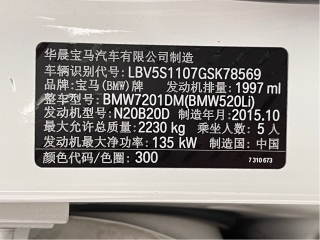 华晨宝马汽车有限公司制造
车辆识别代号: LBV5S1107GSK78569
品牌: 宝马(BMW)牌 发动机排量: 1997 ml
整车型号: BMW7201DM(BMW520Li)
发动机型号: N20B20D 制造年月: 2015.10
最大允许总质量: 2230 kg 乘坐人数: 5 人
发动机最大净功率: 135 kW 制造国: 中国
颜色代码/色圈: 300
7 310 673